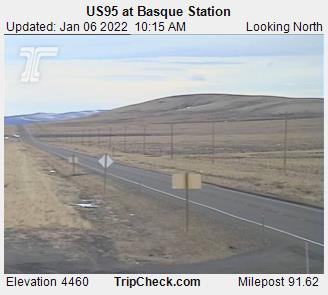 US95 at Basque Station
Updated: Jan 06 2022 10:15 AM Looking North
Elevation 4460 TripCheck.com Milepost 91.62